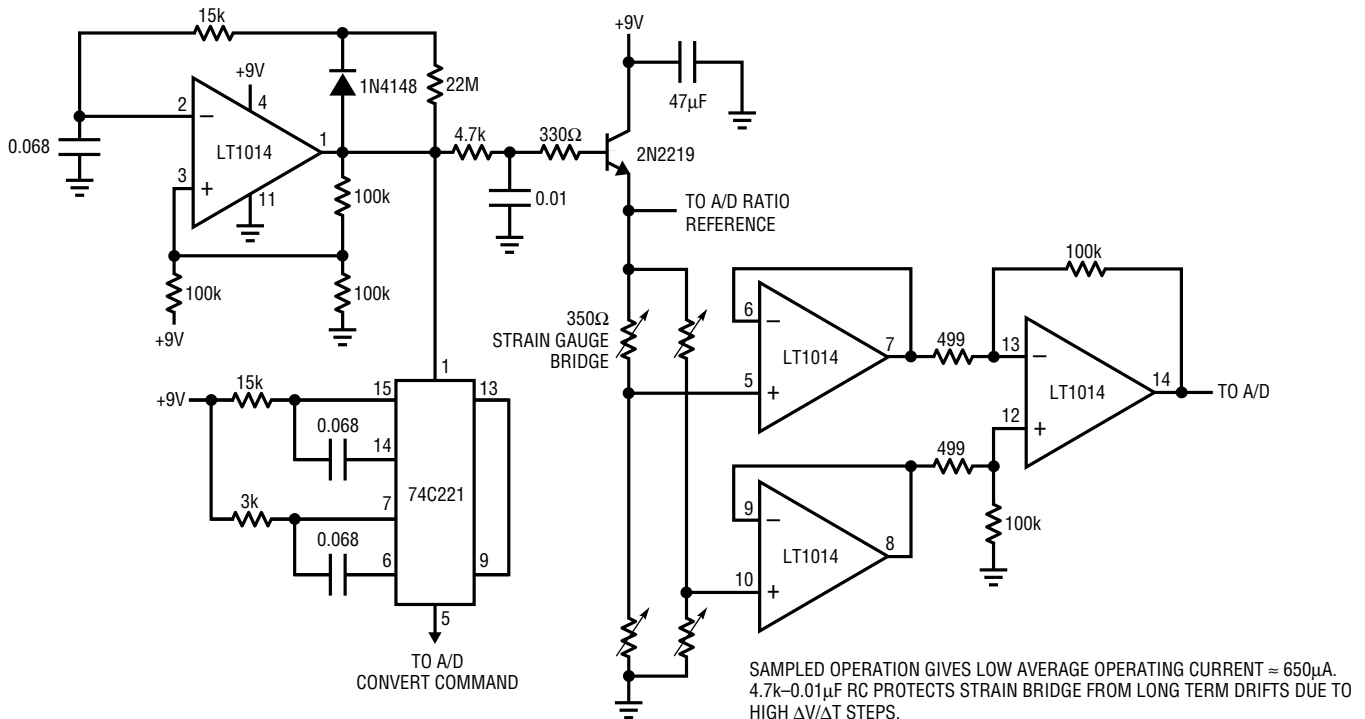 15k
+9V
1N4148
22M
+9V
47µF
2
4
1
LT1014
4.7k
330Ω
2N2219
0.068
3
11
100k
0.01
TO A/D RATIO
REFERENCE
100k
100k
+9V
100k
350Ω
STRAIN GAUGE
BRIDGE
6
7
5
LT1014
499
13
14
12
LT1014
TO A/D
1
+9V
15k
15
13
0.068
14
74C221
3k
7
0.068
6
9
5
TO A/D
CONVERT COMMAND
499
9
8
10
LT1014
100k
SAMPLED OPERATION GIVES LOW AVERAGE OPERATING CURRENT ≈ 650µA.
4.7k–0.01µF RC PROTECTS STRAIN BRIDGE FROM LONG TERM DRIFTS DUE TO
HIGH ∆V/∆T STEPS.